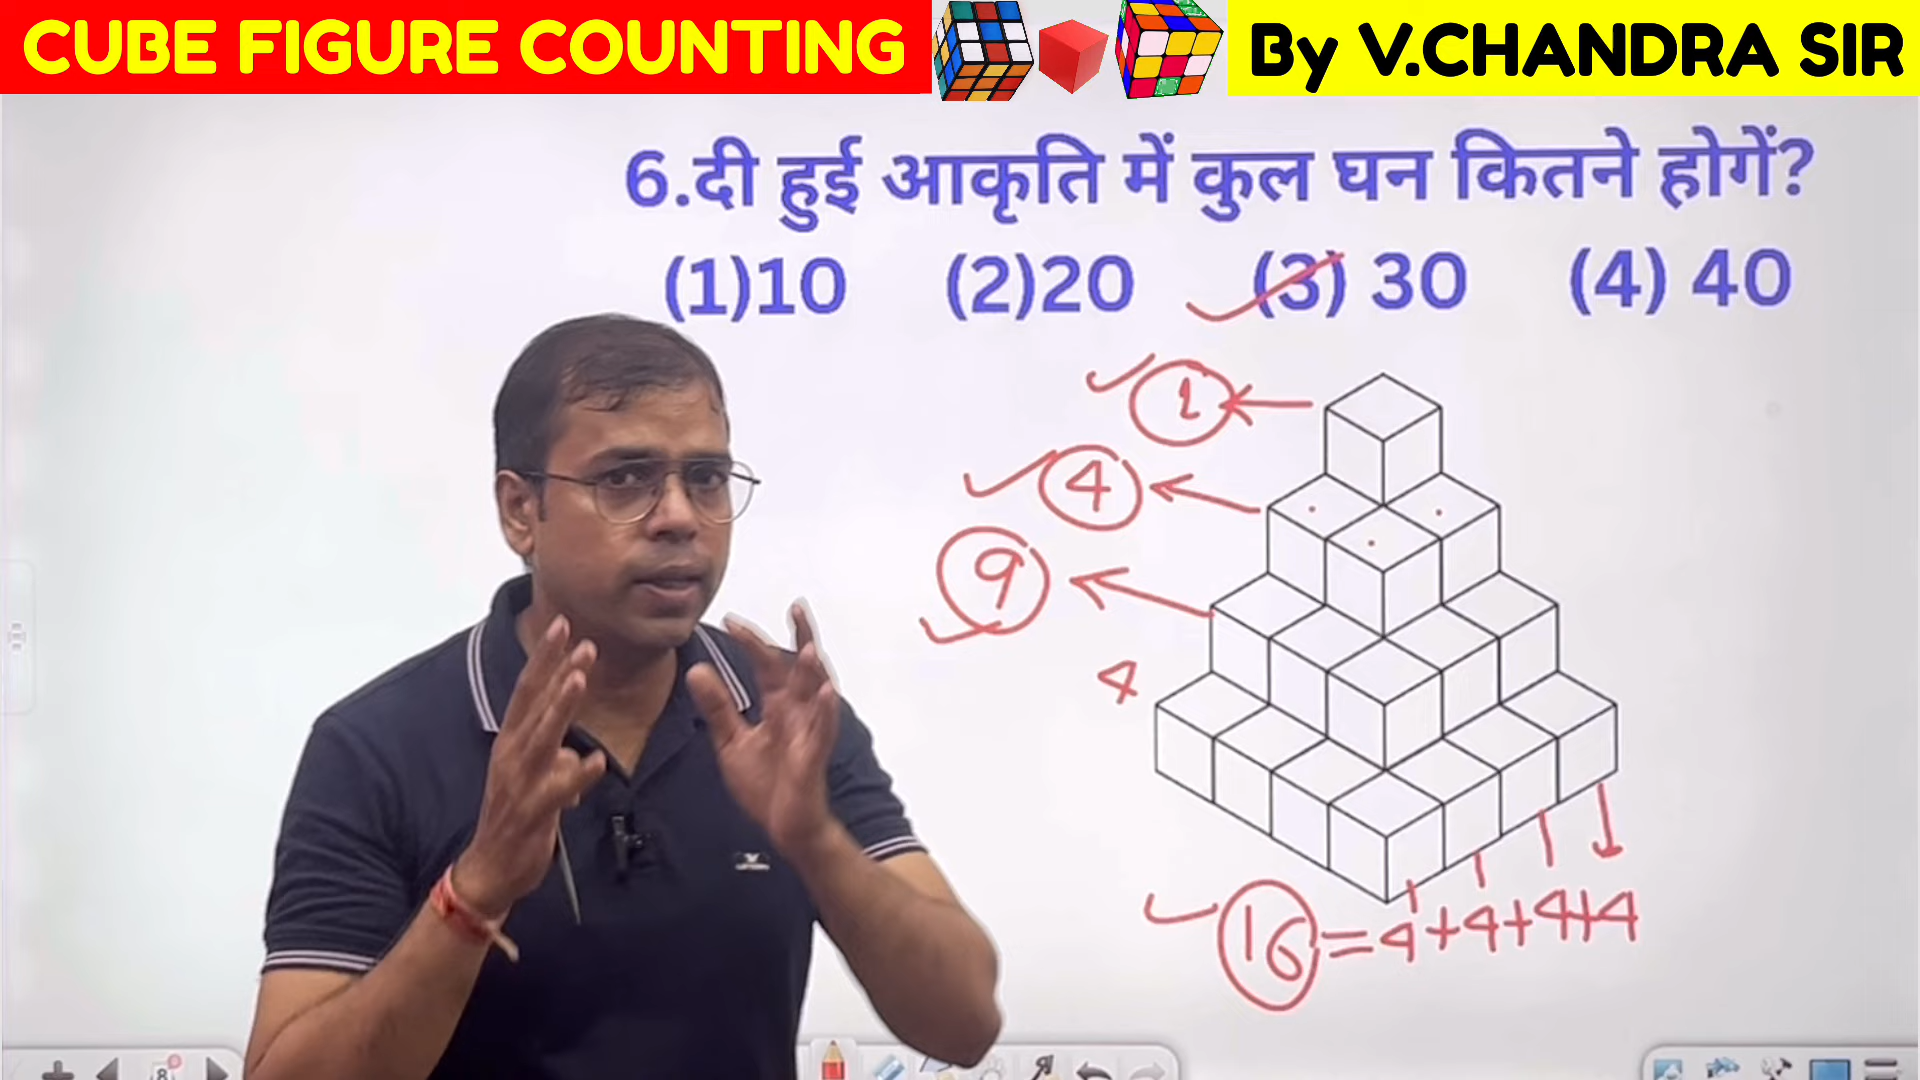 CUBE FIGURE COUNTING By V.CHANDRA SIR
6.दी हुई आकृति में कुल घन कितने होगें?
(1)10 (2)20 (3) 30 (4) 40
1
4
9
4
16=4+4+4+4
8